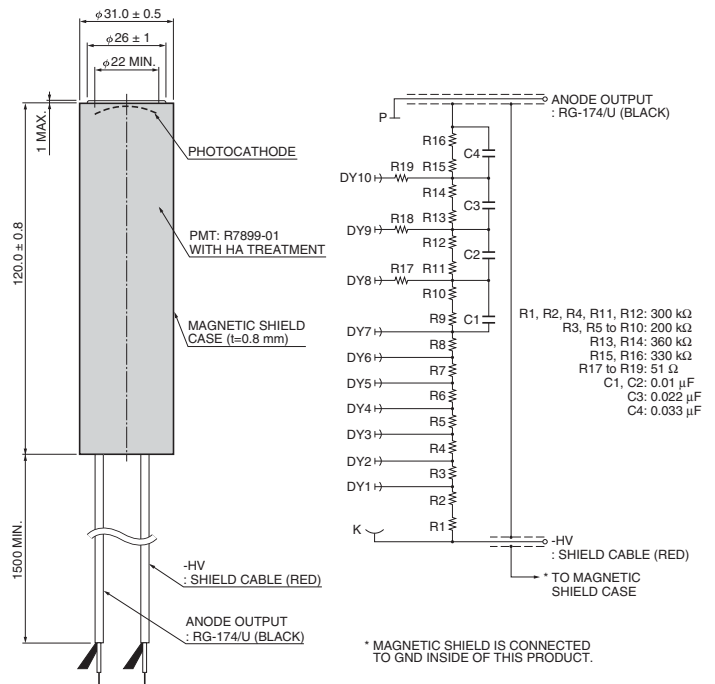 φ31.0 ± 0.5
φ26 ± 1
φ22 MIN.
1 MAX.
PHOTOCATHODE
PMT: R7899-01
WITH HA TREATMENT
120.0 ± 0.8
MAGNETIC SHIELD
CASE (t=0.8 mm)
1500 MIN.
-HV
: SHIELD CABLE (RED)
ANODE OUTPUT
: RG-174/U (BLACK)
ANODE OUTPUT
: RG-174/U (BLACK)
P
R16
C4
R19
R15
DY10
R14
C3
R18
R13
DY9
R12
C2
R17
R11
DY8
R10
R9
C1
DY7
R8
DY6
R7
DY5
R6
DY4
R5
DY3
R4
DY2
R3
DY1
R2
K
R1
-HV
: SHIELD CABLE (RED)
* TO MAGNETIC
SHIELD CASE
R1, R2, R4, R11, R12: 300 kΩ
R3, R5 to R10: 200 kΩ
R13, R14: 360 kΩ
R15, R16: 330 kΩ
R17 to R19: 51 Ω
C1, C2: 0.01 μF
C3: 0.022 μF
C4: 0.033 μF
* MAGNETIC SHIELD IS CONNECTED
TO GND INSIDE OF THIS PRODUCT.